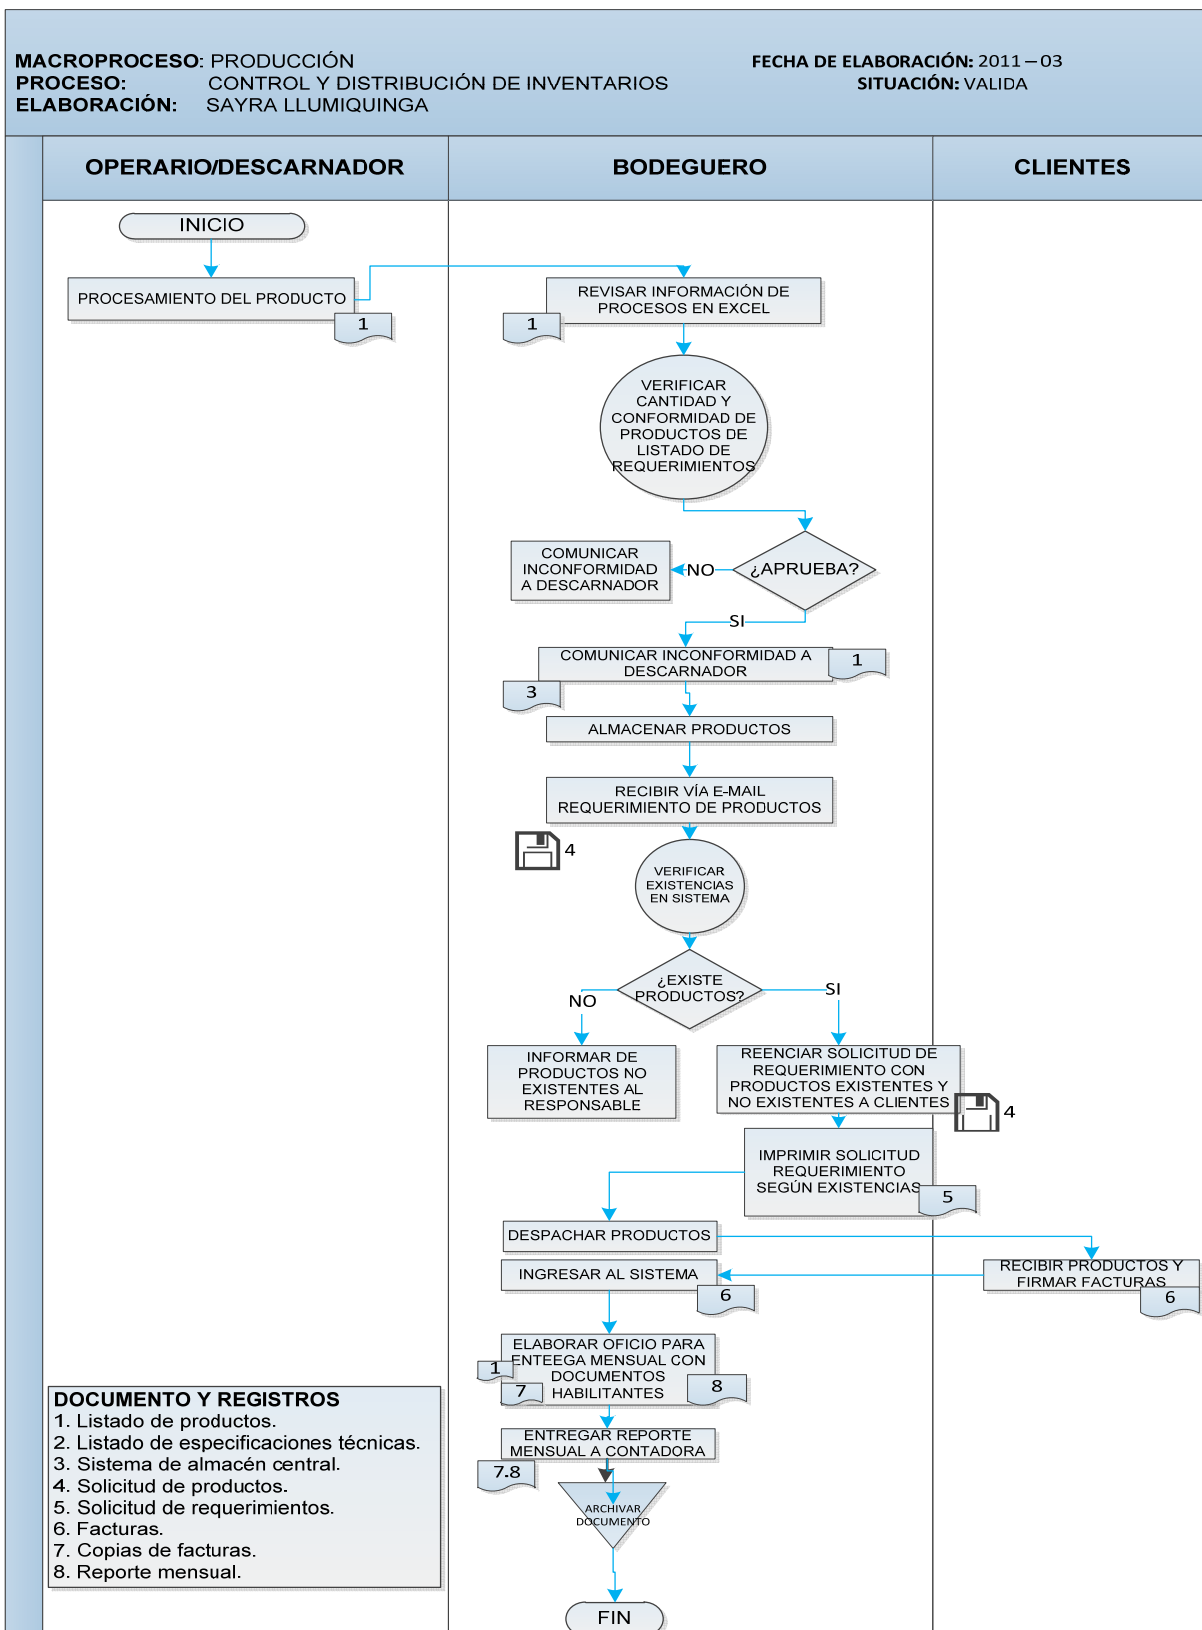 MACROPROCESO: PRODUCCIÓN
PROCESO: CONTROL Y DISTRIBUCIÓN DE INVENTARIOS
ELABORACIÓN: SAYRA LLUMIQUINGA
FECHA DE ELABORACIÓN: 2011 – 03
SITUACIÓN: VALIDA
OPERARIO/DESCARNADOR
BODEGUERO
CLIENTES
INICIO
PROCESAMIENTO DEL PRODUCTO
1
REVISAR INFORMACIÓN DE
PROCESOS EN EXCEL
1
VERIFICAR
CANTIDAD Y
CONFORMIDAD DE
PRODUCTOS DE
LISTADO DE
REQUERIMIENTOS
¿APRUEBA?
NO
COMUNICAR
INCONFORMIDAD
A DESCARNADOR
SI
COMUNICAR INCONFORMIDAD A
DESCARNADOR
1
3
ALMACENAR PRODUCTOS
RECIBIR VÍA E-MAIL
REQUERIMIENTO DE PRODUCTOS
4
VERIFICAR
EXISTENCIAS
EN SISTEMA
¿EXISTE
PRODUCTOS?
NO
SI
INFORMAR DE
PRODUCTOS NO
EXISTENTES AL
RESPONSABLE
REENCIAR SOLICITUD DE
REQUERIMIENTO CON
PRODUCTOS EXISTENTES Y
NO EXISTENTES A CLIENTES
4
IMPRIMIR SOLICITUD
REQUERIMIENTO
SEGÚN EXISTENCIAS
5
DESPACHAR PRODUCTOS
RECIBIR PRODUCTOS Y
FIRMAR FACTURAS
6
INGRESAR AL SISTEMA
6
ELABORAR OFICIO PARA
ENTEEGA MENSUAL CON
DOCUMENTOS
HABILITANTES
1
7
8
ENTREGAR REPORTE
MENSUAL A CONTADORA
7.8
ARCHIVAR
DOCUMENTO
FIN
DOCUMENTO Y REGISTROS
1. Listado de productos.
2. Listado de especificaciones técnicas.
3. Sistema de almacén central.
4. Solicitud de productos.
5. Solicitud de requerimientos.
6. Facturas.
7. Copias de facturas.
8. Reporte mensual.